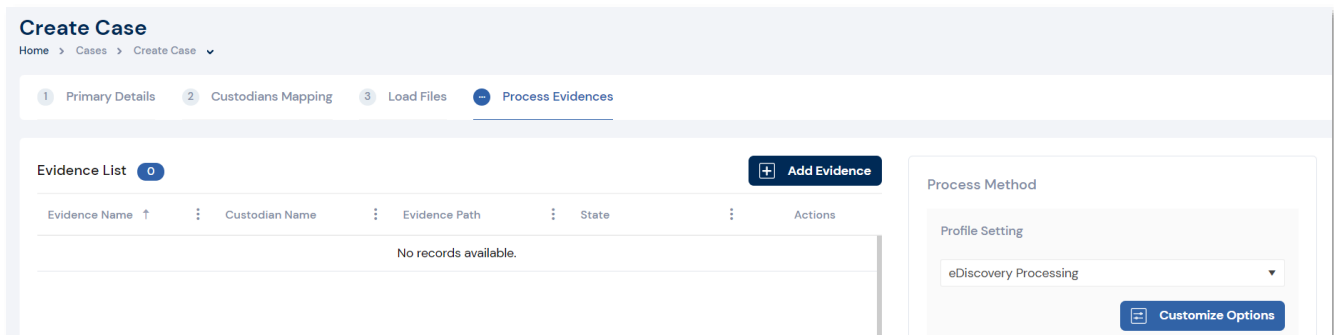 Create Case
Home > Cases > Create Case
1 Primary Details 2 Custodians Mapping 3 Load Files Process Evidences
Evidence List 0
Add Evidence
Evidence Name ↑ Custodian Name Evidence Path State Actions
No records available.
Process Method
Profile Setting
eDiscovery Processing
Customize Options